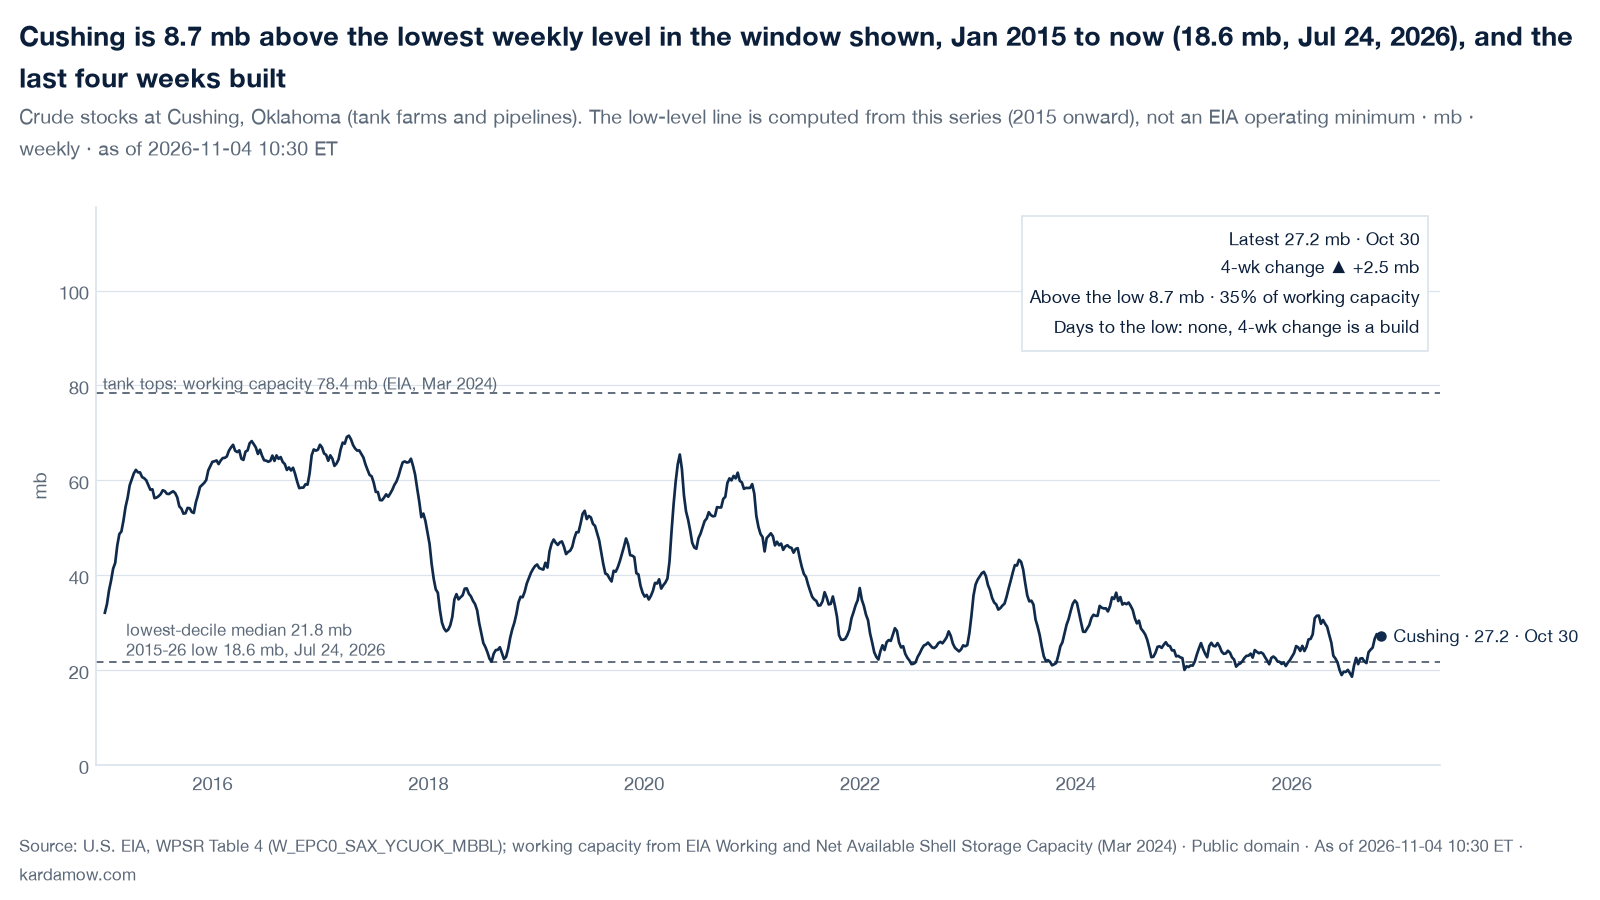 Cushing is 8.7 mb above the lowest weekly level in the window shown, Jan 2015 to now (18.6 mb, Jul 24, 2026), and the
last four weeks built
Crude stocks at Cushing, Oklahoma (tank farms and pipelines). The low-level line is computed from this series (2015 onward), not an EIA operating minimum · mb ·
weekly · as of 2026-11-04 10:30 ET
Latest 27.2 mb · Oct 30
4-wk change ▲ +2.5 mb
Above the low 8.7 mb · 35% of working capacity
Days to the low: none, 4-wk change is a build
100
80
60
40
20
0
mb
tank tops: working capacity 78.4 mb (EIA, Mar 2024)
lowest-decile median 21.8 mb
2015-26 low 18.6 mb, Jul 24, 2026
Cushing · 27.2 · Oct 30
2016
2018
2020
2022
2024
2026
Source: U.S. EIA, WPSR Table 4 (W_EPC0_SAX_YCUOK_MBBL); working capacity from EIA Working and Net Available Shell Storage Capacity (Mar 2024) · Public domain · As of 2026-11-04 10:30 ET ·
kardamow.com